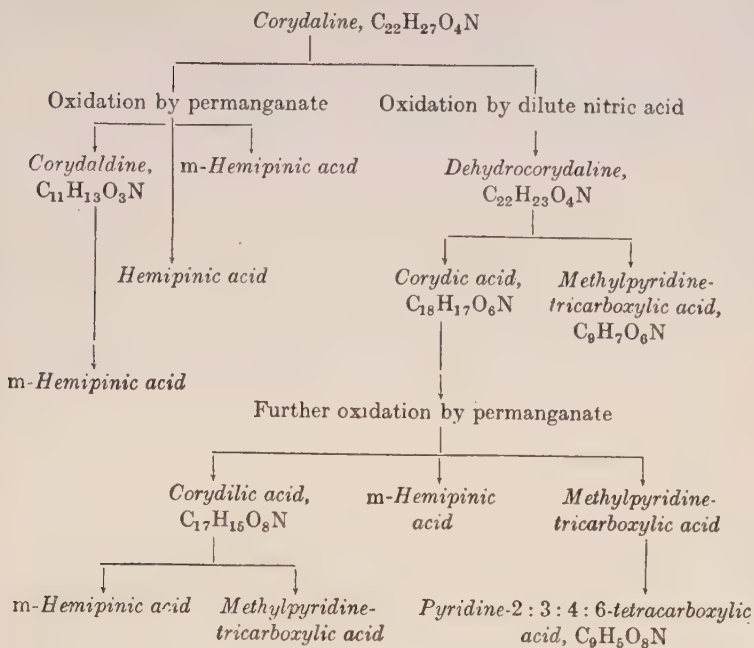 Corydaline, C₂₂H₂₇O₄N
Oxidation by permanganate
Oxidation by dilute nitric acid
Corydaldine,
C₁₁H₁₃O₃N
m-Hemipinic acid
Dehydrocorydaline,
C₂₂H₂₃O₄N
Hemipinic acid
Corydic acid,
C₁₈H₁₇O₆N
Methylpyridine-
tricarboxylic acid,
C₉H₇O₆N
m-Hemipinic acid
Further oxidation by permanganate
Corydilic acid,
C₁₇H₁₅O₈N
m-Hemipinic
acid
Methylpyridine-
tricarboxylic acid
m-Hemipinic acid
Methylpyridine-
tricarboxylic acid
Pyridine-2 : 3 : 4 : 6-tetracarboxylic
acid, C₉H₅O₈N